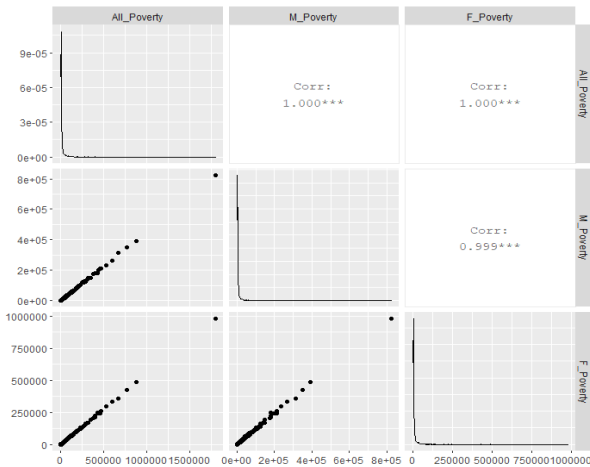 All_Poverty M_Poverty F_Poverty
9e-05
6e-05
3e-05
0e+00
Corr:
1.000***
Corr:
1.000***
All_Poverty
8e+05
6e+05
4e+05
2e+05
0e+00
Corr:
0.999***
M_Poverty
1000000
750000
500000
250000
0
F_Poverty
0 500000 1000000 1500000
0e+00 2e+05 4e+05 6e+05 8e+05
0 250000 500000 750000 1000000